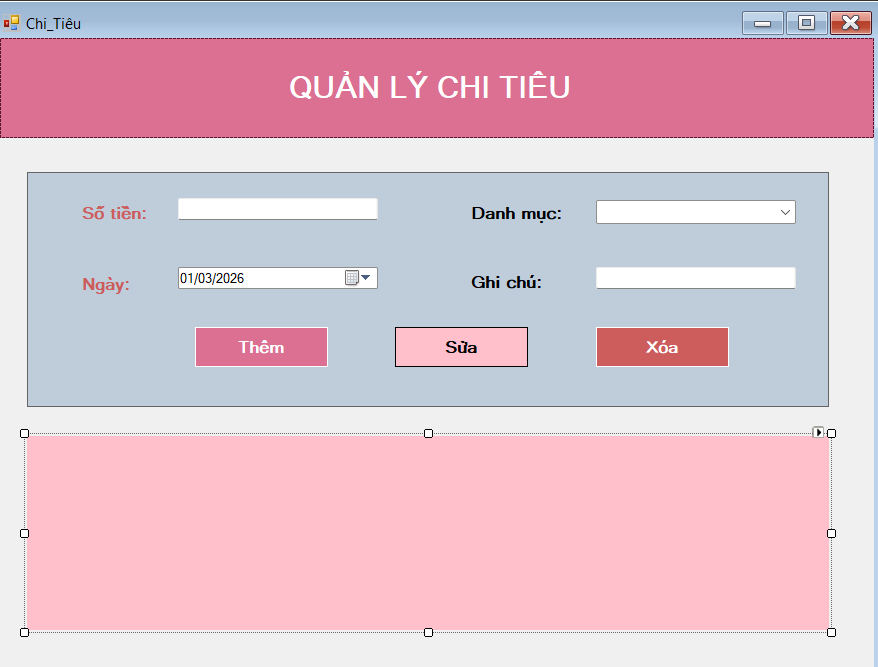 Chi_Tiêu
QUẢN LÝ CHI TIÊU
Số tiền:
Danh mục:
Ngày: 01/03/2026
Ghi chú:
Thêm Sửa Xóa